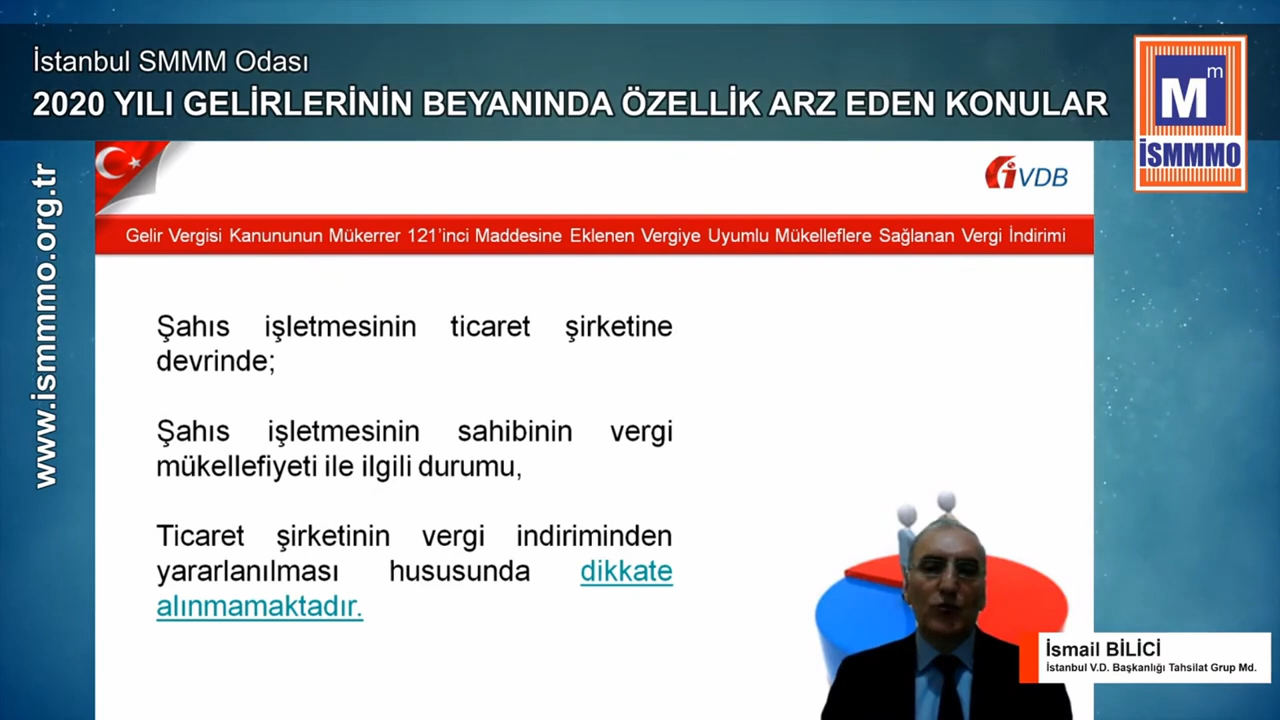 İstanbul SMMM Odası
2020 YILI GELİRLERİNİN BEYANINDA ÖZELLİK ARZ EDEN KONULAR
Mm
İSMMMO
www.ismmmo.org.tr
iVDB
Gelir Vergisi Kanununun Mükerrer 121’inci Maddesine Eklenen Vergiye Uyumlu Mükelleflere Sağlanan Vergi İndirimi
Şahıs işletmesinin ticaret şirketine
devrinde;
Şahıs işletmesinin sahibinin vergi
mükellefiyeti ile ilgili durumu,
Ticaret şirketinin vergi indiriminden
yararlanılması hususunda dikkate
alınmamaktadır.
İsmail BİLİCİ
İstanbul V.D. Başkanlığı Tahsilat Grup Md.